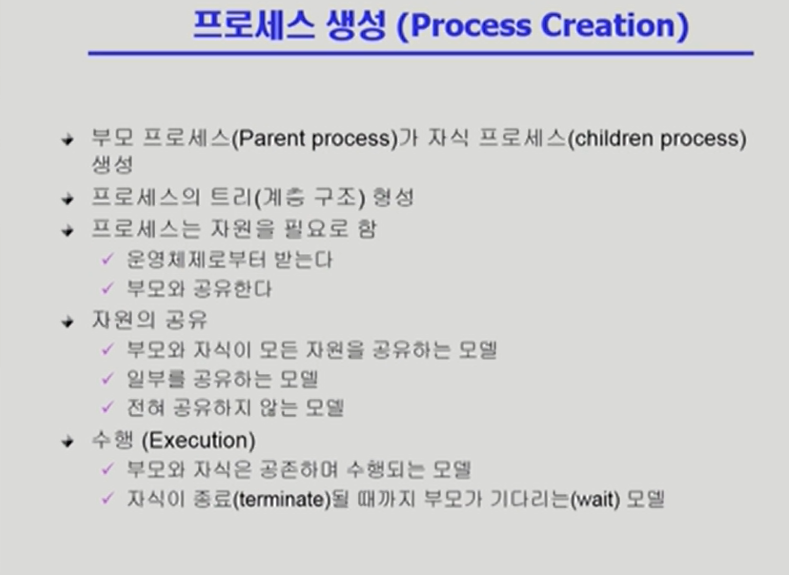 프로세스 생성 (Process Creation)
부모 프로세스(Parent process)가 자식 프로세스(children process)
생성
프로세스의 트리(계층 구조) 형성
프로세스는 자원을 필요로 함
운영체제로부터 받는다
부모와 공유한다
자원의 공유
부모와 자식이 모든 자원을 공유하는 모델
일부를 공유하는 모델
전혀 공유하지 않는 모델
수행 (Execution)
부모와 자식은 공존하며 수행되는 모델
자식이 종료(terminate)될 때까지 부모가 기다리는(wait) 모델